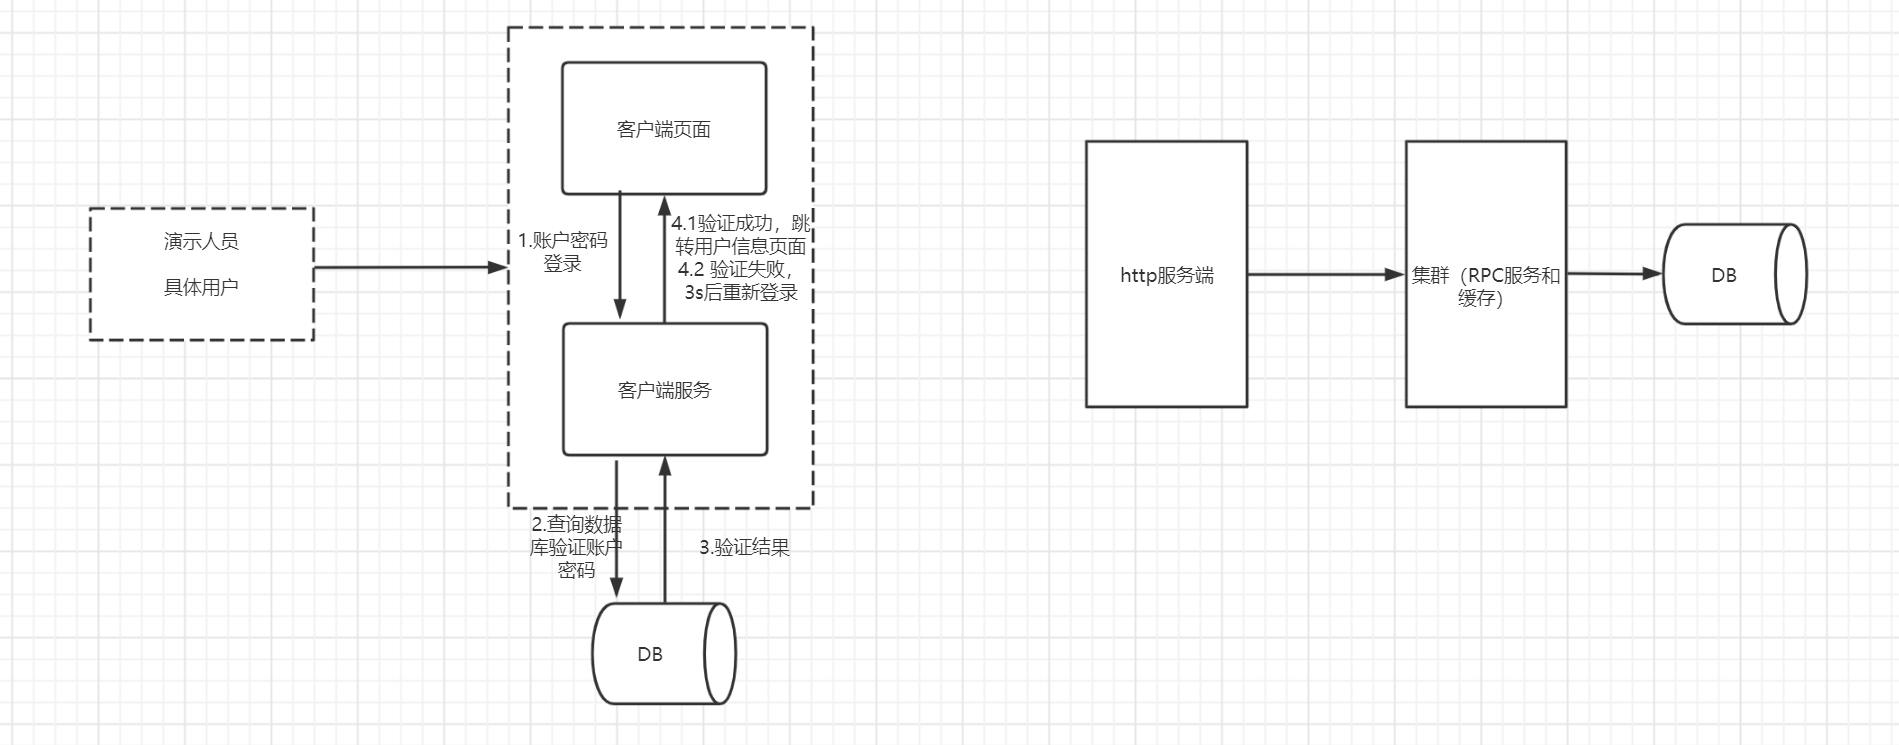 客户端页面
演示人员
具体用户
1.账户密码
登录
4.1验证成功，跳
转用户信息页面
4.2 验证失败，
3s后重新登录
客户端服务
2.查询数据
库验证账户
密码
3.验证结果
DB
http服务端
集群（RPC服务和
缓存）
DB